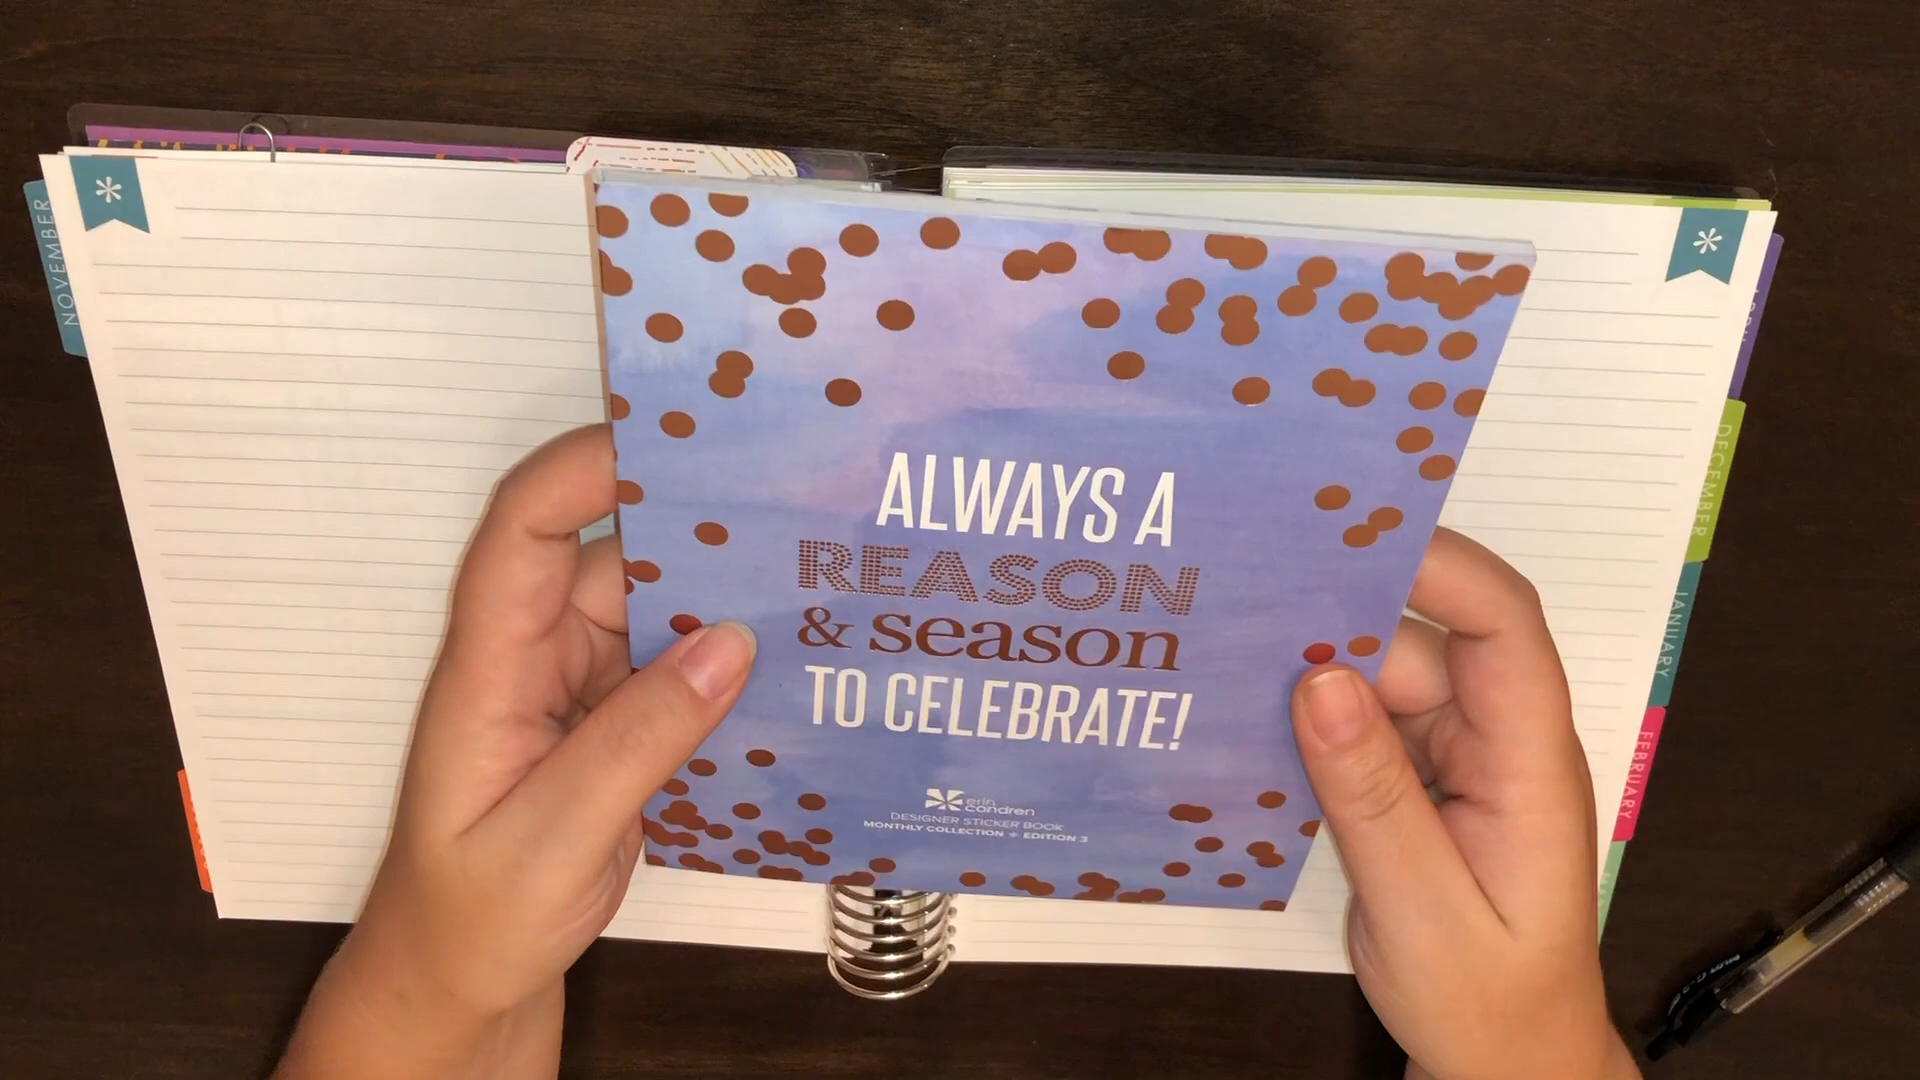 NOVEMBER
ALWAYS A
REASON
& season
TO CELEBRATE!
erin
condren
DESIGNER STICKER BOOK
MONTHLY COLLECTION * EDITION 3
DECEMBER
JANUARY
FEBRUARY